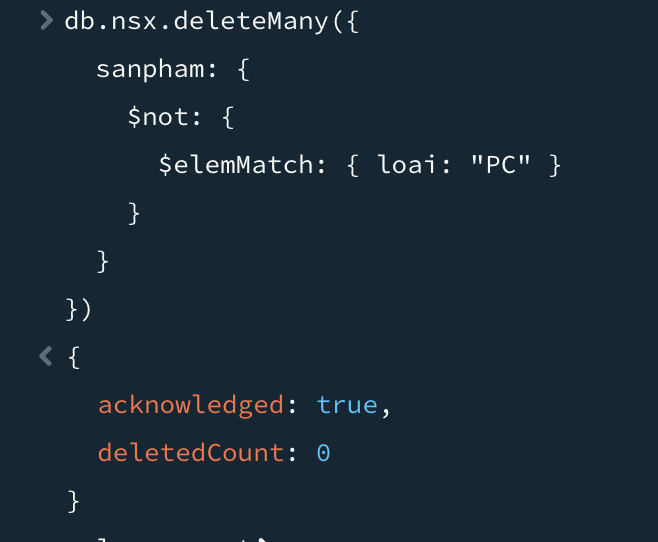 > db.nsx.deleteMany({
sanpham: {
$not: {
$elemMatch: { loai: "PC" }
}
}
})
< {
acknowledged: true,
deletedCount: 0
}